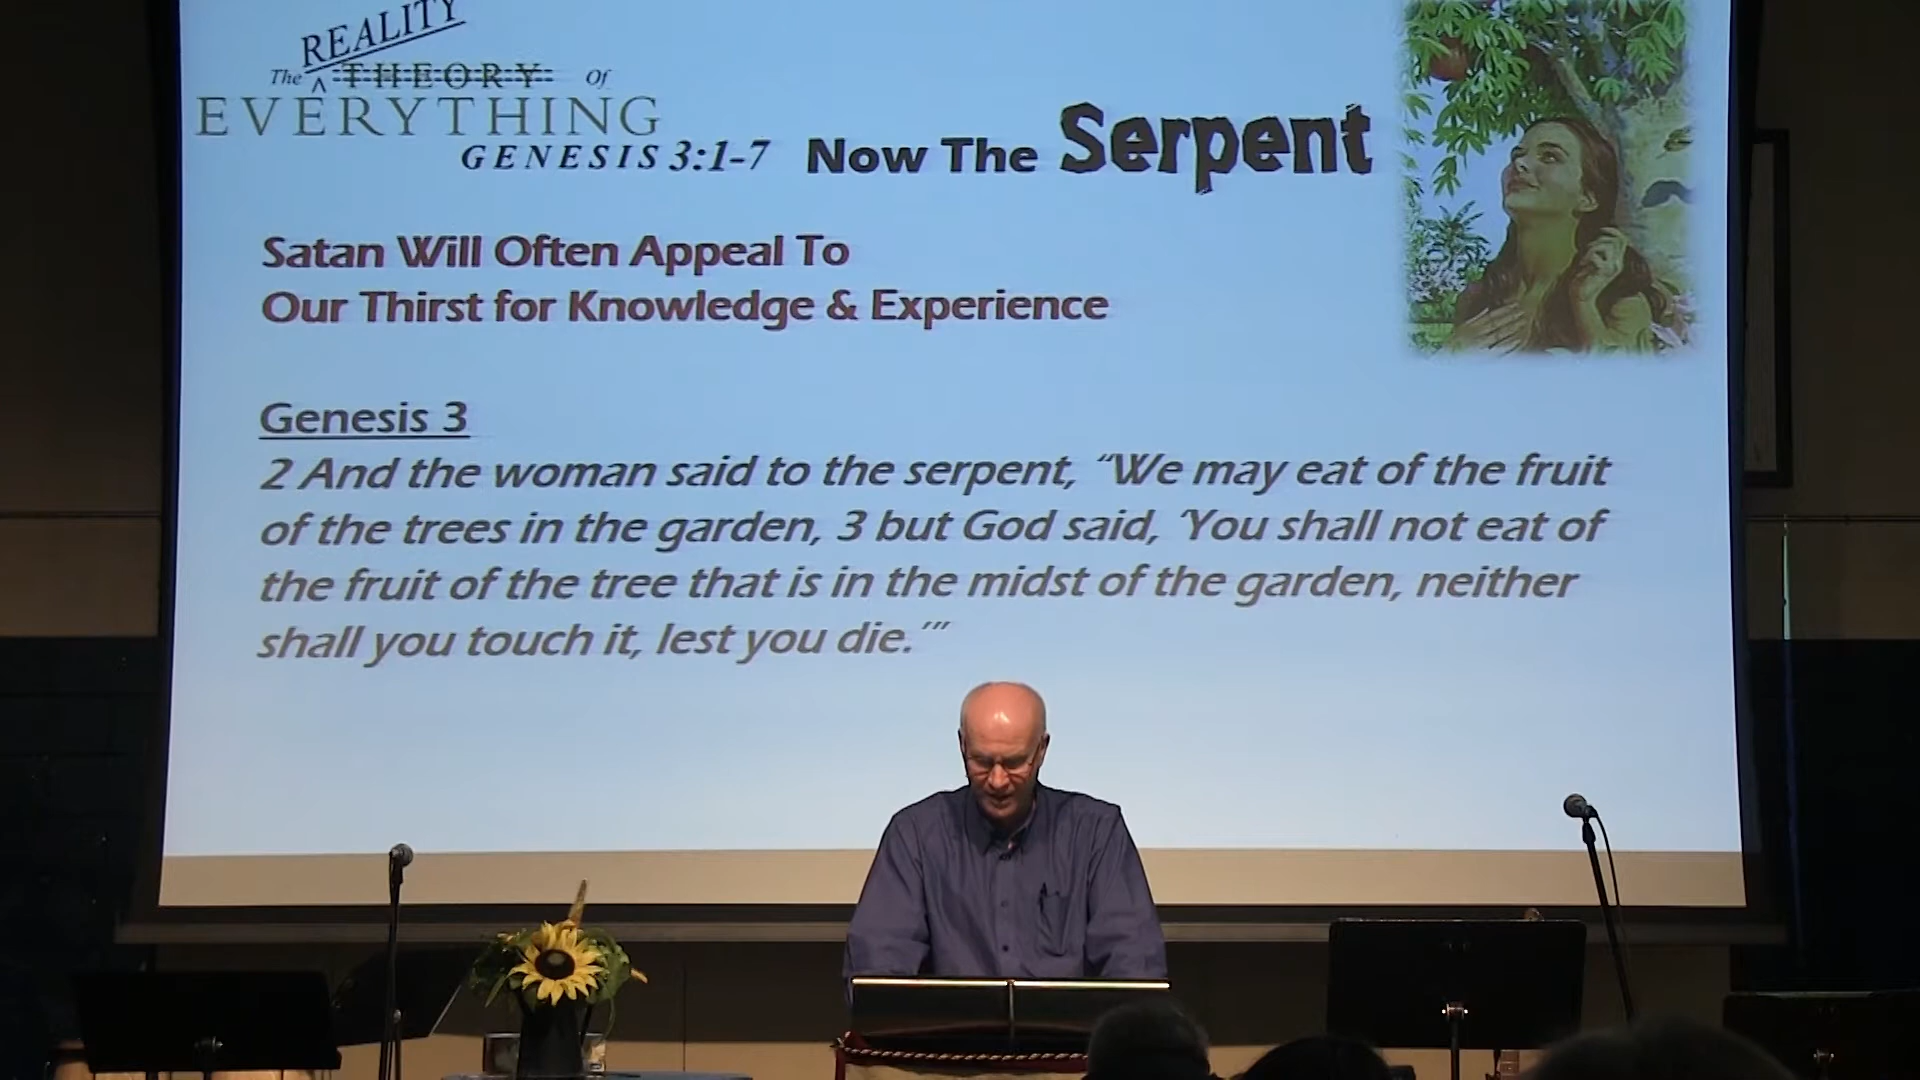 REALITY
The ^ THEORY Of
EVERYTHING
GENESIS 3:1-7 Now The Serpent
Satan Will Often Appeal To
Our Thirst for Knowledge & Experience
Genesis 3
2 And the woman said to the serpent, “We may eat of the fruit
of the trees in the garden, 3 but God said, ‘You shall not eat of
the fruit of the tree that is in the midst of the garden, neither
shall you touch it, lest you die.’”